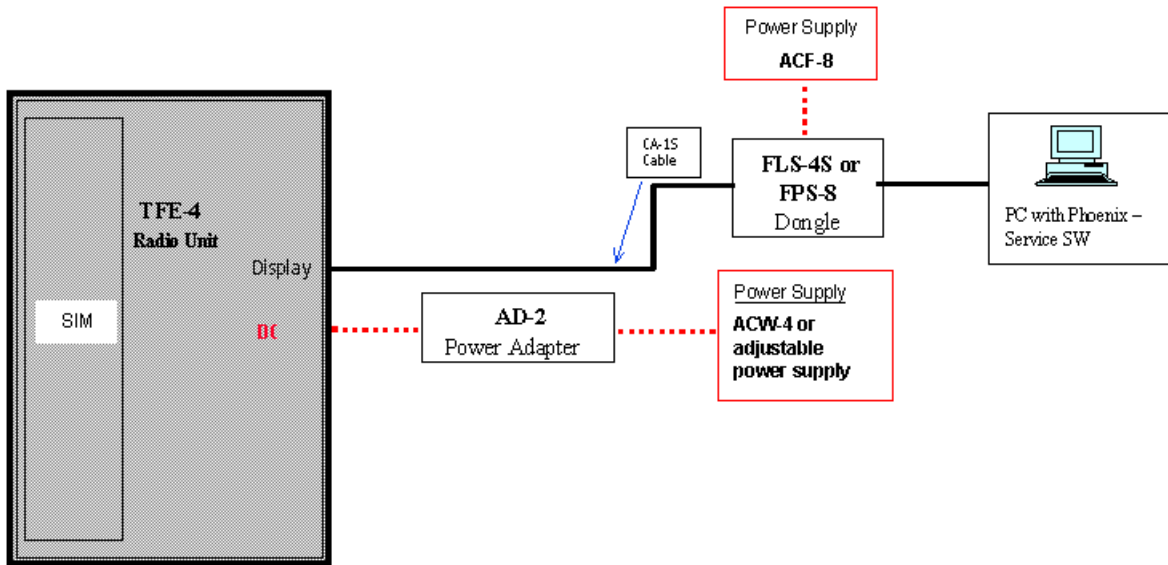 Power Supply
ACF-8
CA-1S
Cable
FLS-4S or
FPS-8
Dongle
PC with Phoenix –
Service SW
TFE-4
Radio Unit
Display
SIM
DC
AD-2
Power Adapter
Power Supply
ACW-4 or
adjustable
power supply